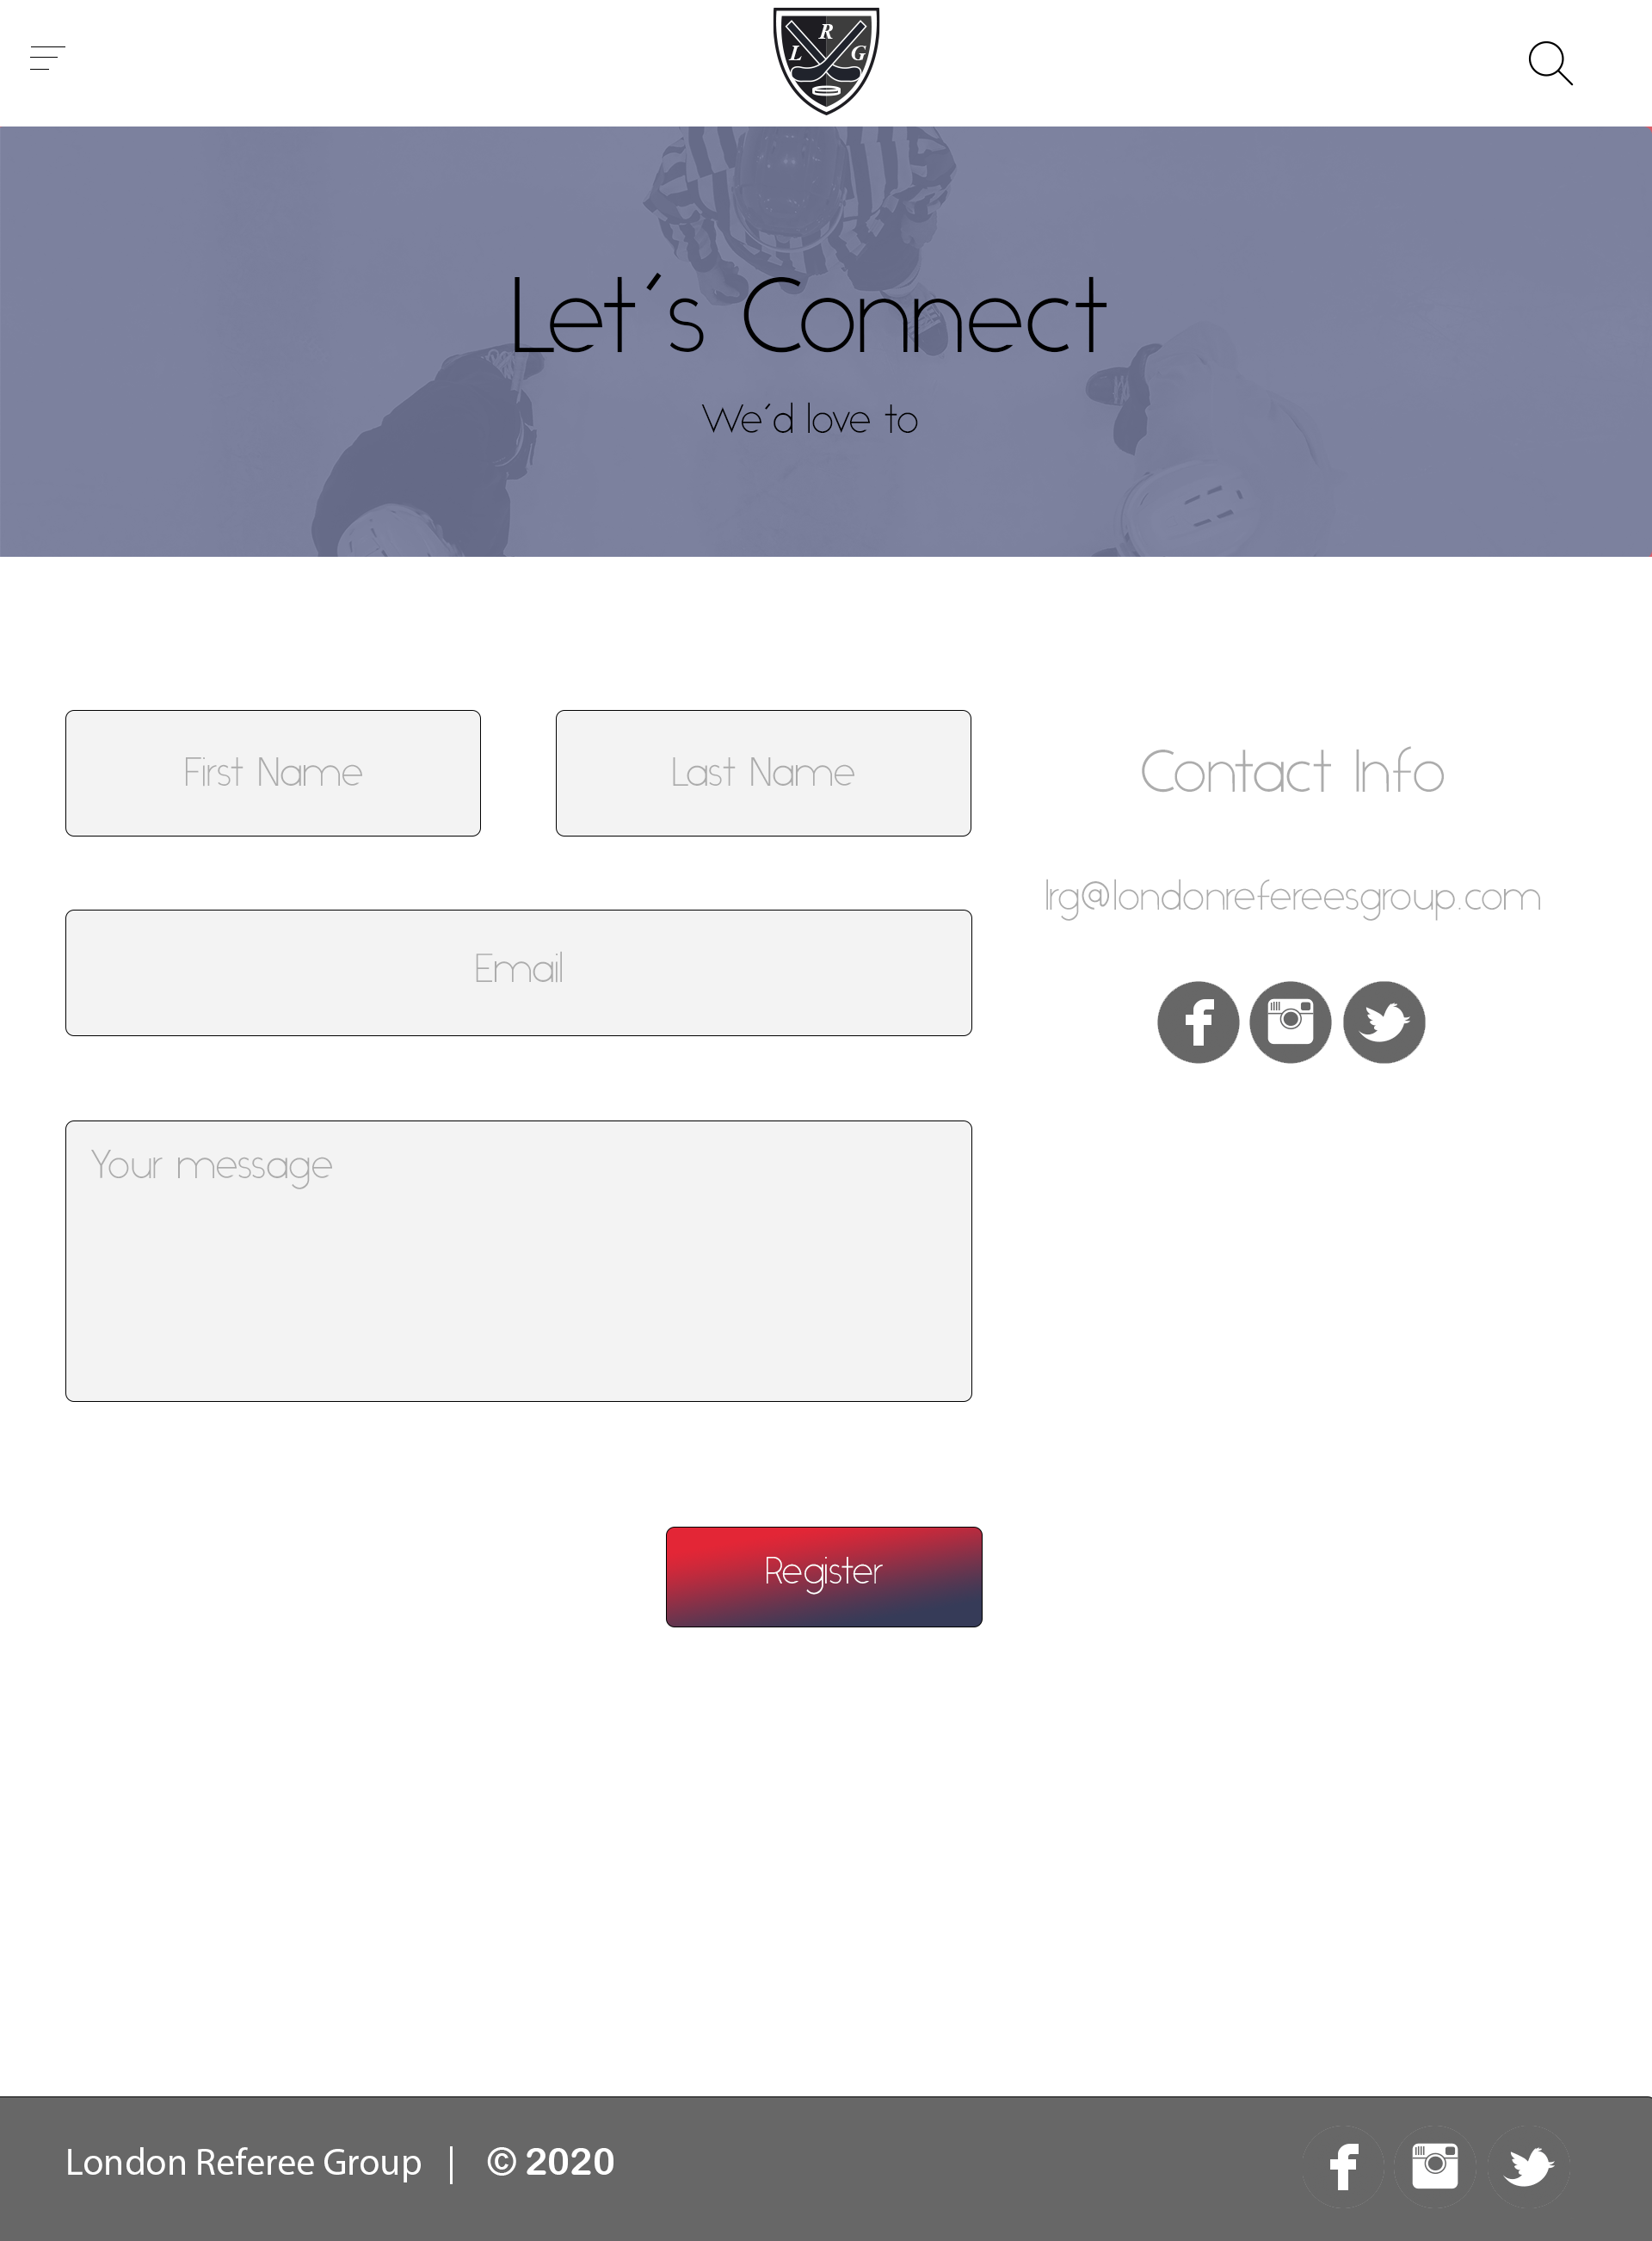 R
L G
Let´s Connect
We´d love to
First Name
Last Name
Contact Info
lrg@londonrefereesgroup.com
Email
Your message
Register
London Referee Group | © 2020